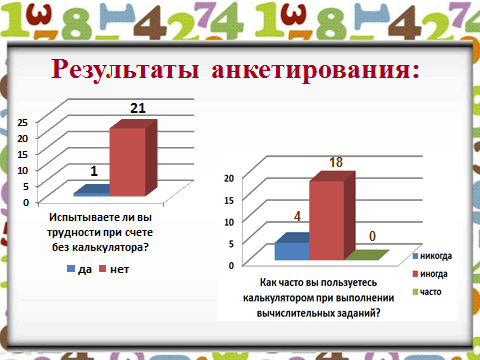 Результаты анкетирования:
21
1
25
20
15
10
5
0
Испытываете ли вы
трудности при счете
без калькулятора?
да нет
18
4
0
20
15
10
5
0
никогда
иногда
часто
Как часто вы пользуетесь
калькулятором при выполнении
вычислительных заданий?